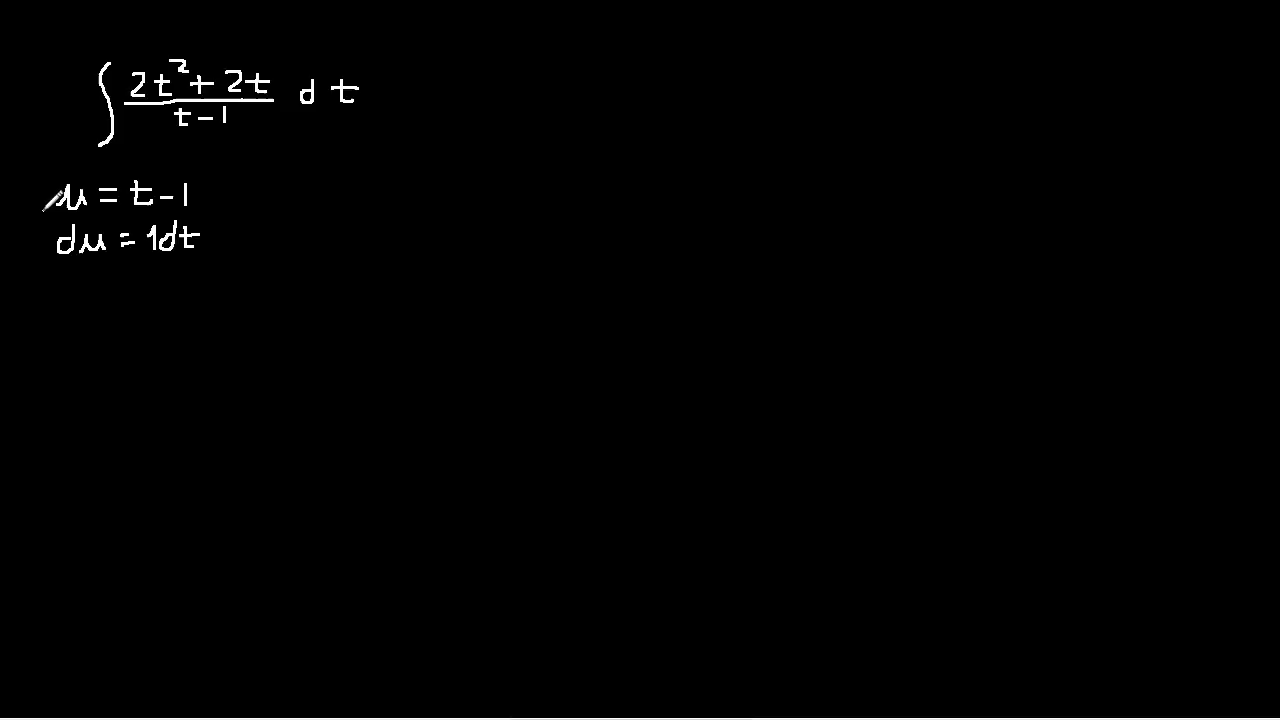 ∫ (2t² + 2t)/(t - 1) dt
u = t - 1
du = 1dt